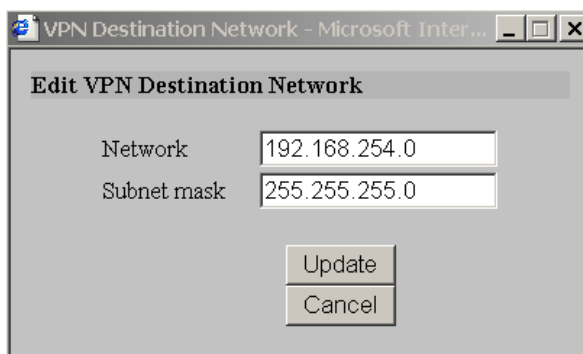 VPN Destination Network - Microsoft Inter...
Edit VPN Destination Network
Network 192.168.254.0
Subnet mask 255.255.255.0
Update
Cancel